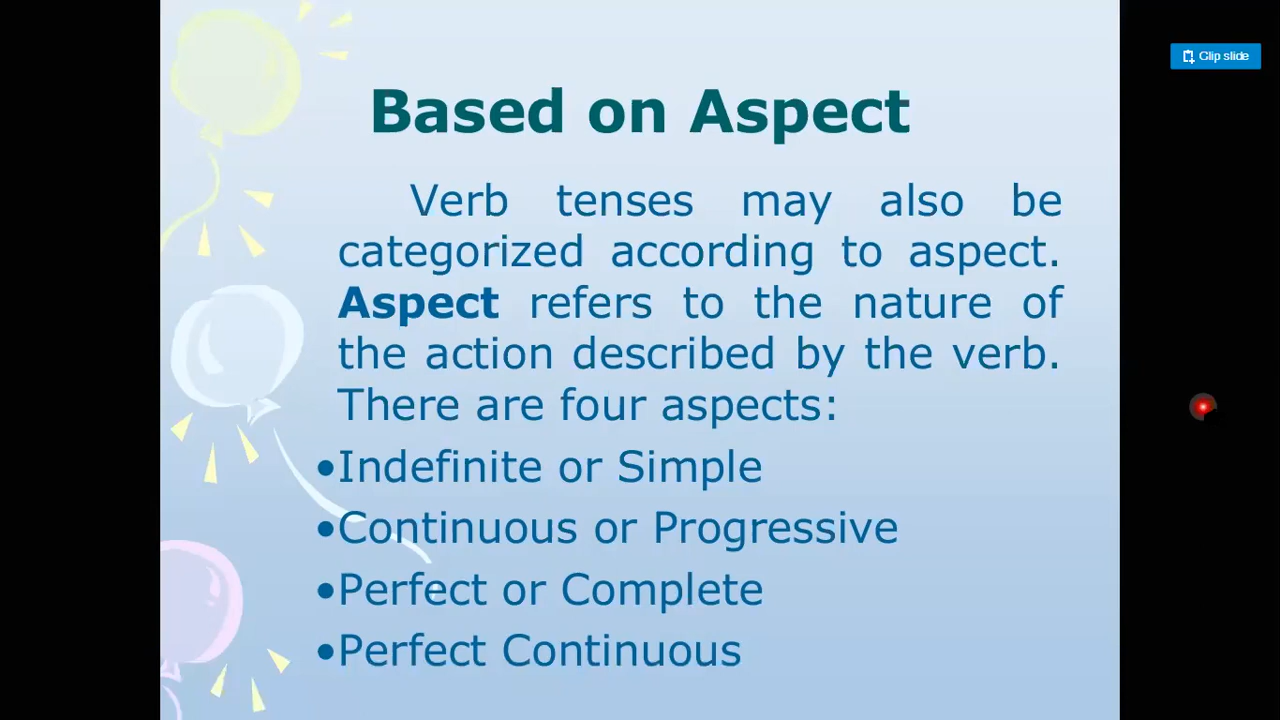 Clip slide
Based on Aspect
Verb tenses may also be
categorized according to aspect.
Aspect refers to the nature of
the action described by the verb.
There are four aspects:
•Indefinite or Simple
•Continuous or Progressive
•Perfect or Complete
•Perfect Continuous